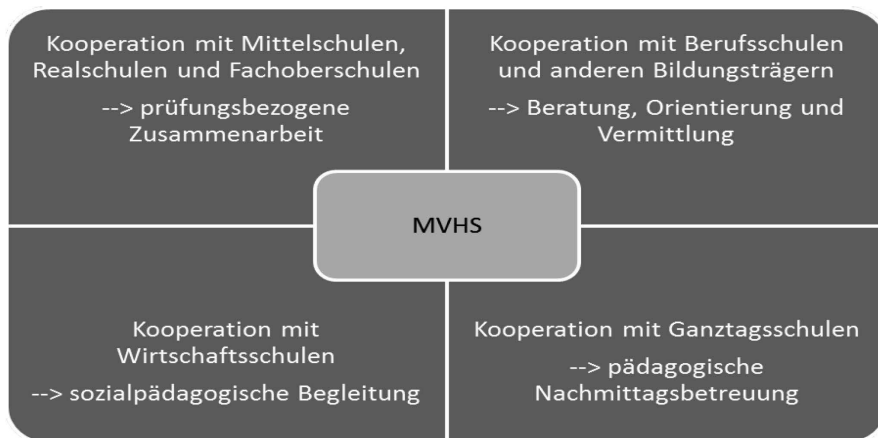 Kooperation mit Mittelschulen,
Realschulen und Fachoberschulen
--> prüfungsbezogene
Zusammenarbeit
Kooperation mit Berufsschulen
und anderen Bildungsträgern
--> Beratung, Orientierung und
Vermittlung
MVHS
Kooperation mit
Wirtschaftsschulen
--> sozialpädagogische Begleitung
Kooperation mit Ganztagsschulen
--> pädagogische
Nachmittagsbetreuung